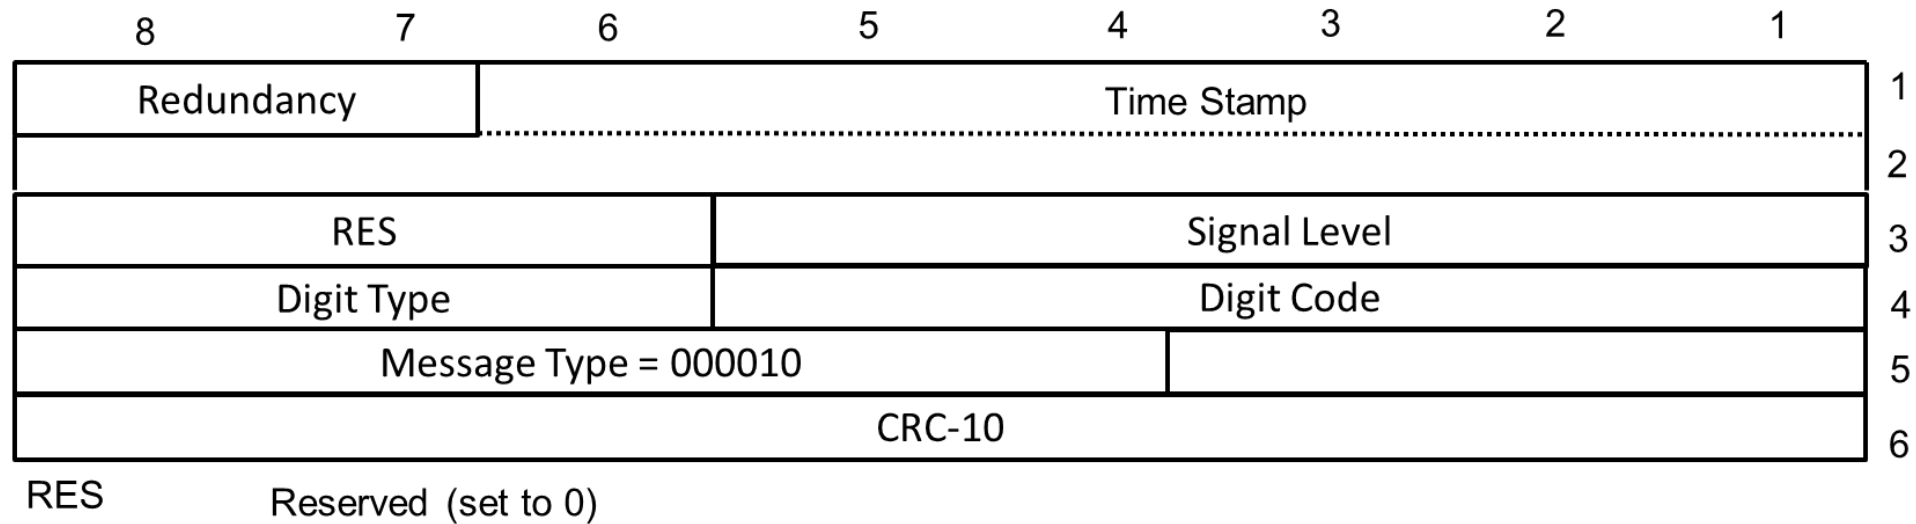 8 7 6 5 4 3 2 1
Redundancy Time Stamp 1
2
RES Signal Level 3
Digit Type Digit Code 4
Message Type = 000010 5
CRC-10 6
RES Reserved (set to 0)